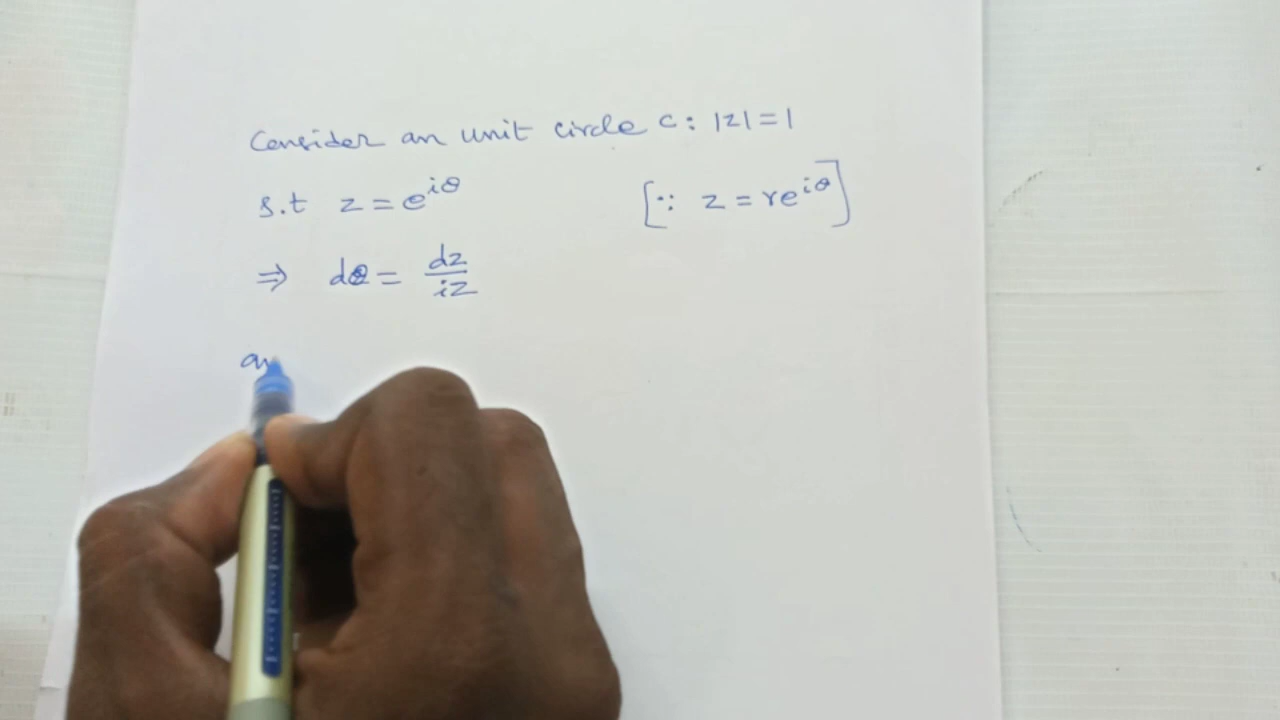 Consider an unit circle c: |z| = 1
s.t z = e^{iθ} [∵ z = re^{iθ}]
⇒ dθ = dz/iz